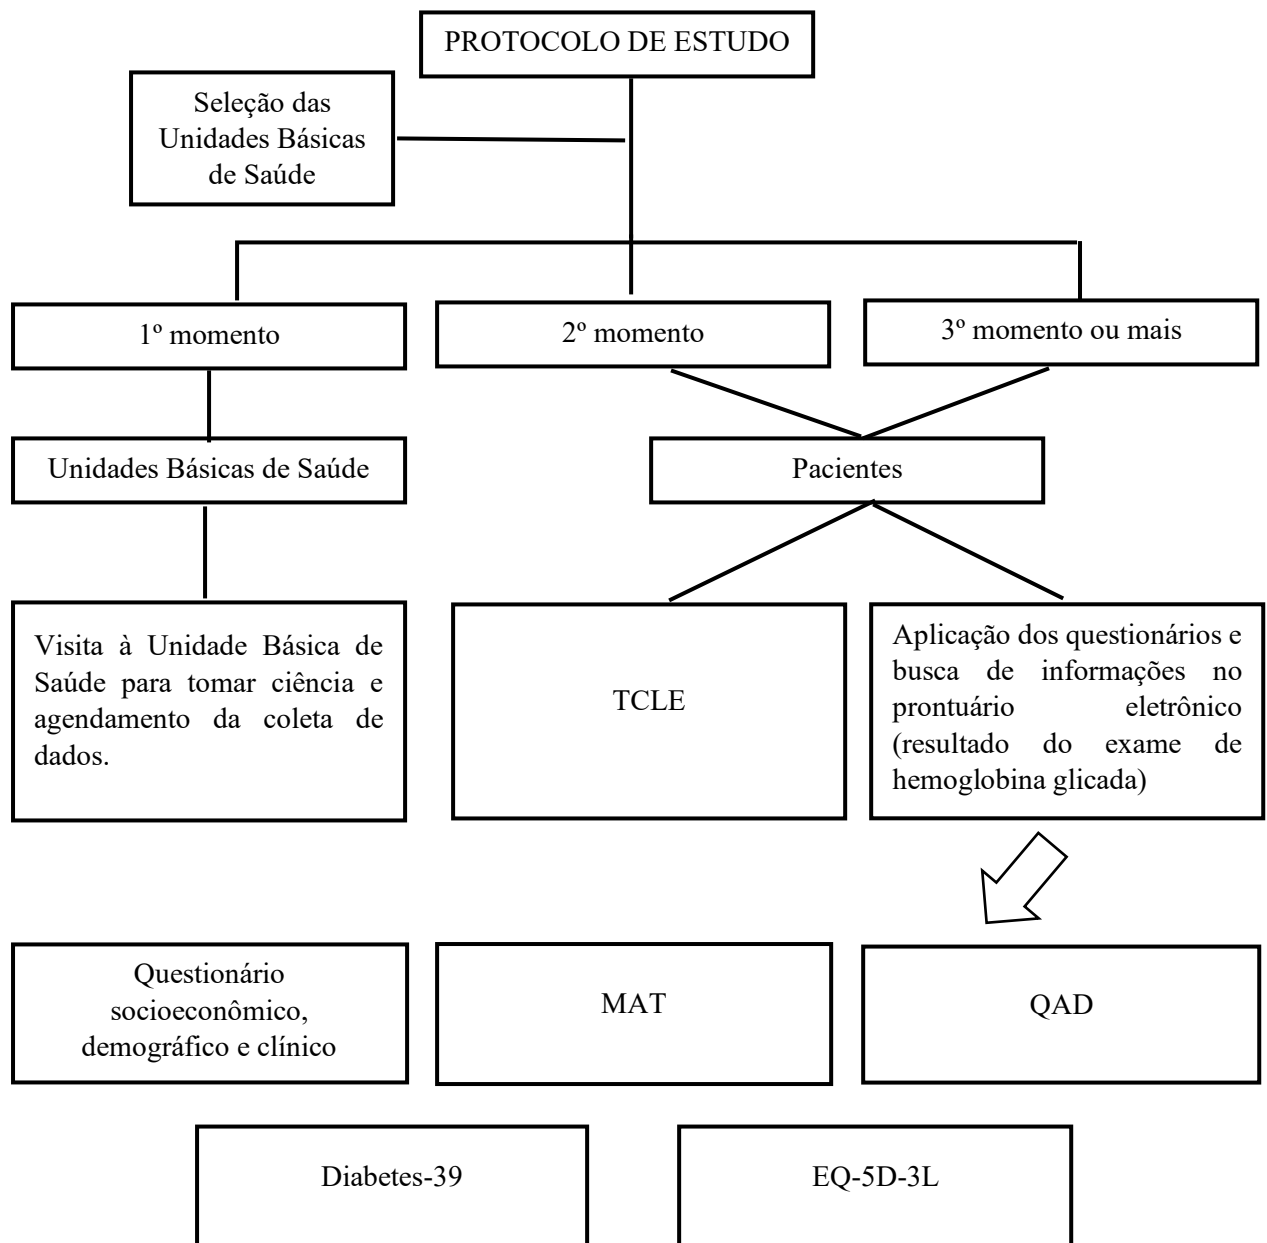 PROTOCOLO DE ESTUDO
Seleção das
Unidades Básicas
de Saúde
1º momento
2º momento
3º momento ou mais
Unidades Básicas de Saúde
Pacientes
Visita à Unidade Básica de
Saúde para tomar ciência e
agendamento da coleta de
dados.
TCLE
Aplicação dos questionários e
busca de informações no
prontuário eletrônico
(resultado do exame de
hemoglobina glicada)
Questionário
socioeconômico,
demográfico e clínico
MAT
QAD
Diabetes-39
EQ-5D-3L